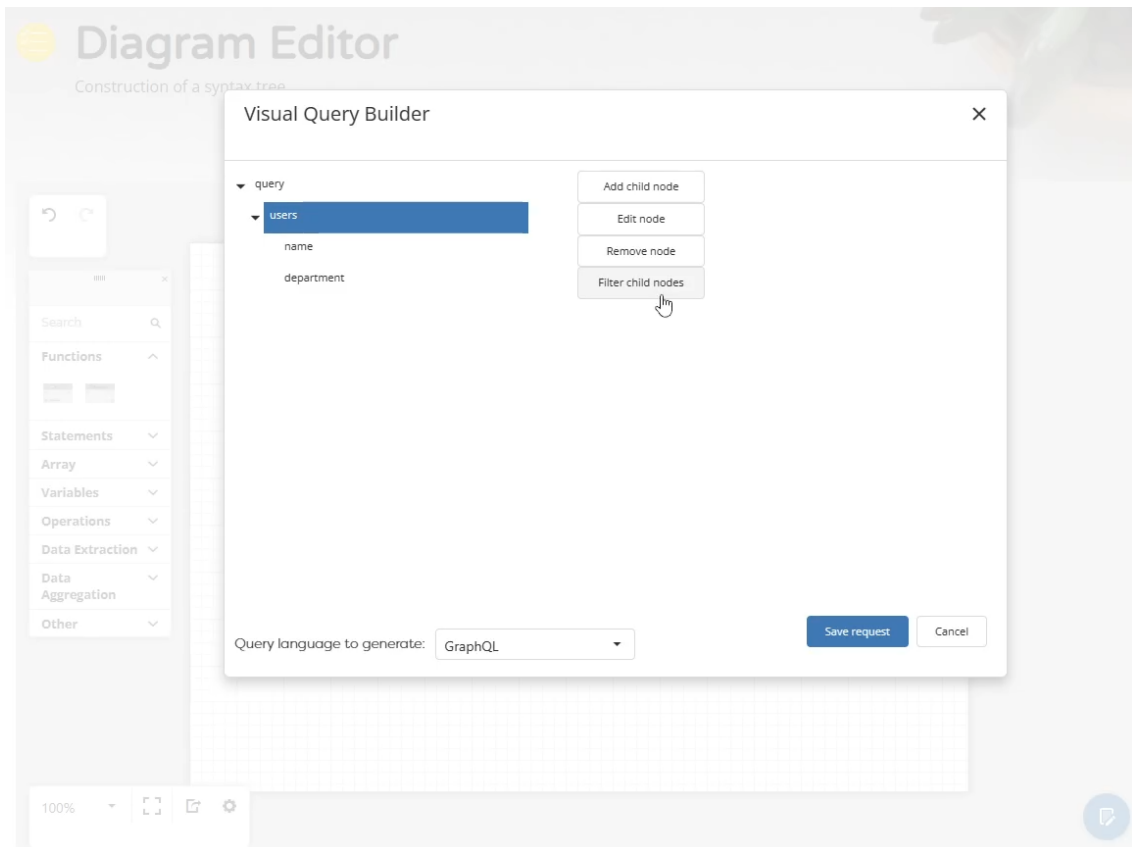 Diagram Editor
Construction of a syntax tree
Visual Query Builder
query
users
name
department
Add child node
Edit node
Remove node
Filter child nodes
Search
Functions
Statements
Array
Variables
Operations
Data Extraction
Data
Aggregation
Other
Query language to generate:
GraphQL
Save request
Cancel
100%